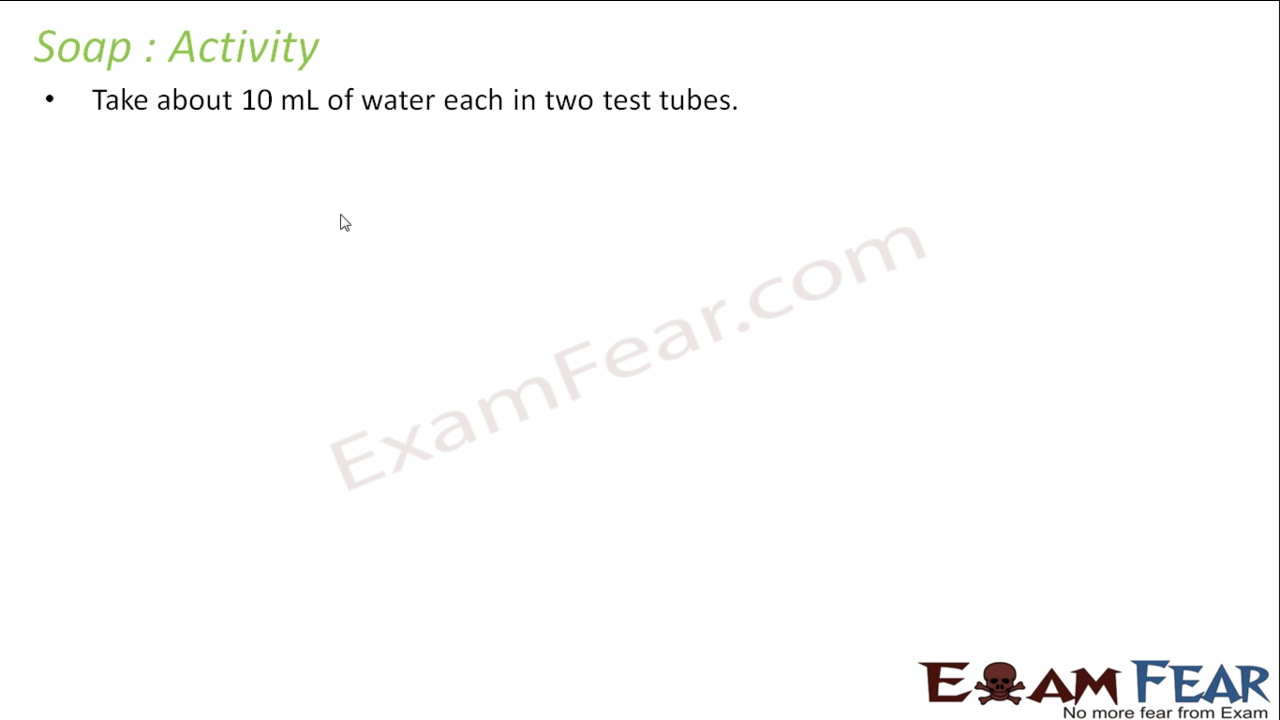 Soap : Activity
• Take about 10 mL of water each in two test tubes.
ExamFear.com
EXAM FEAR
No more fear from Exam